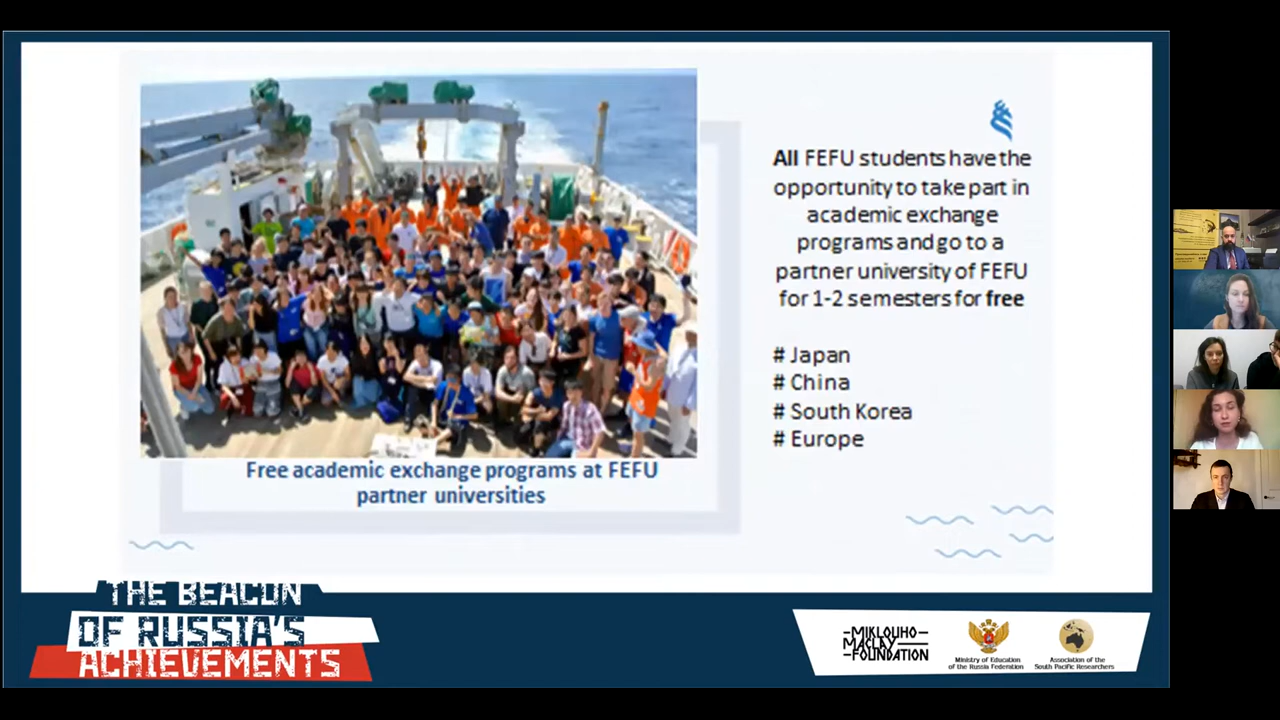 All FEFU students have the
opportunity to take part in
academic exchange
programs and go to a
partner university of FEFU
for 1-2 semesters for free
# Japan
# China
# South Korea
# Europe
Free academic exchange programs at FEFU
partner universities
THE BEACON
OF RUSSIA'S
ACHIEVEMENTS
MIKLOUHO
MACLAY
FOUNDATION
Ministry of Education
of the Russia Federation
Association of the
South Pacific Researchers